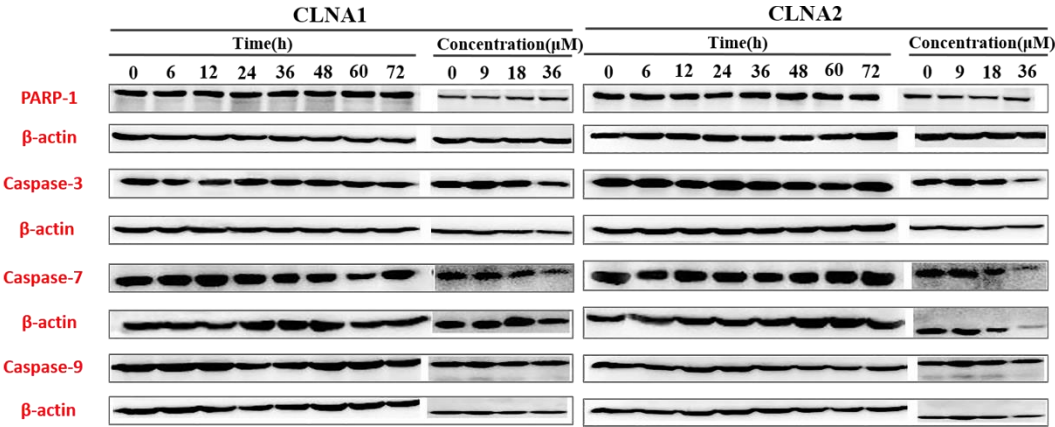 CLNA1 CLNA2
Time(h) Concentration(μM) Time(h) Concentration(μM)
0 6 12 24 36 48 60 72 0 9 18 36 0 6 12 24 36 48 60 72 0 9 18 36
PARP-1
β-actin
Caspase-3
β-actin
Caspase-7
β-actin
Caspase-9
β-actin